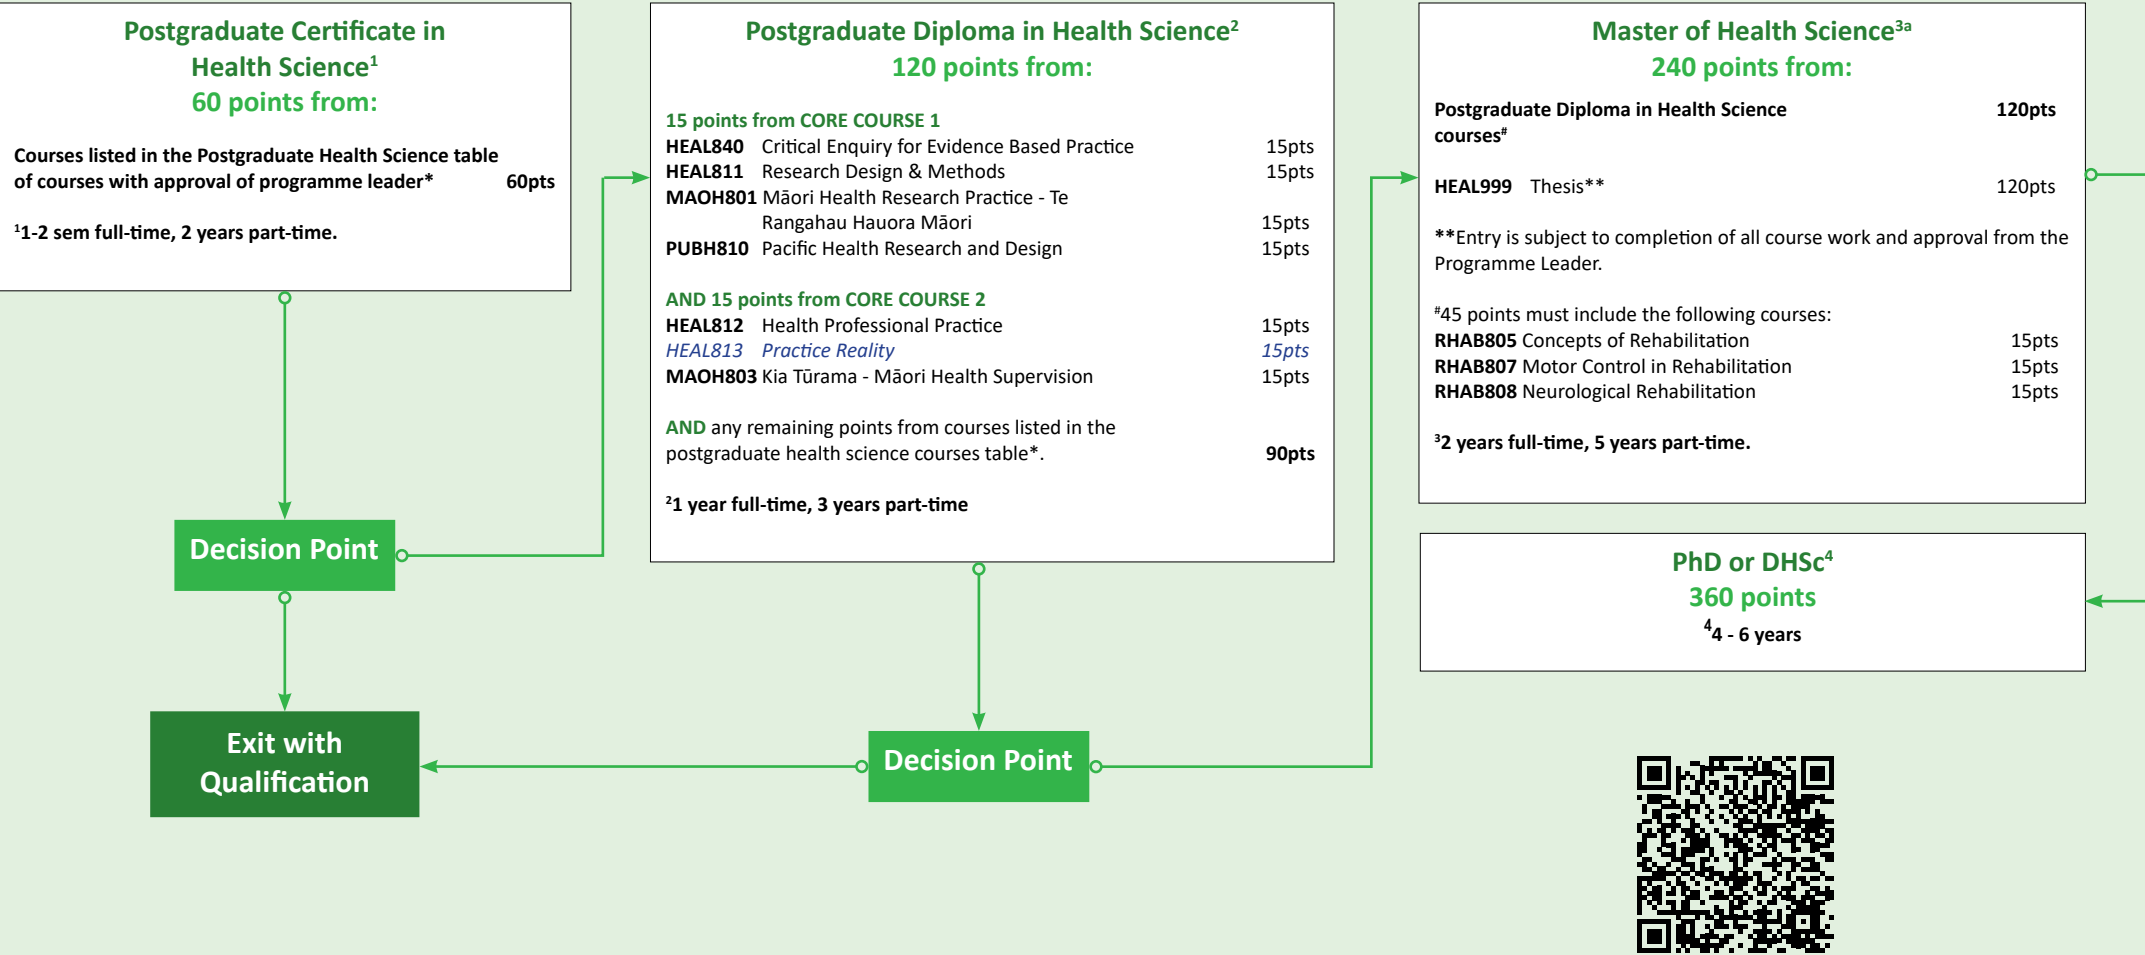 Postgraduate Certificate in
Health Science¹
60 points from:
Courses listed in the Postgraduate Health Science table
of courses with approval of programme leader* 60pts
¹1-2 sem full-time, 2 years part-time.
Decision Point
Exit with
Qualification
Postgraduate Diploma in Health Science²
120 points from:
15 points from CORE COURSE 1
HEAL840 Critical Enquiry for Evidence Based Practice 15pts
HEAL811 Research Design & Methods 15pts
MAOH801 Māori Health Research Practice - Te
Rangahau Hauora Māori 15pts
PUBH810 Pacific Health Research and Design 15pts
AND 15 points from CORE COURSE 2
HEAL812 Health Professional Practice 15pts
HEAL813 Practice Reality 15pts
MAOH803 Kia Tūrama - Māori Health Supervision 15pts
AND any remaining points from courses listed in the
postgraduate health science courses table*. 90pts
²1 year full-time, 3 years part-time
Decision Point
Master of Health Science³ᵃ
240 points from:
Postgraduate Diploma in Health Science 120pts
courses#
HEAL999 Thesis** 120pts
**Entry is subject to completion of all course work and approval from the
Programme Leader.
#45 points must include the following courses:
RHAB805 Concepts of Rehabilitation 15pts
RHAB807 Motor Control in Rehabilitation 15pts
RHAB808 Neurological Rehabilitation 15pts
³2 years full-time, 5 years part-time.
PhD or DHSc⁴
360 points
⁴4 - 6 years